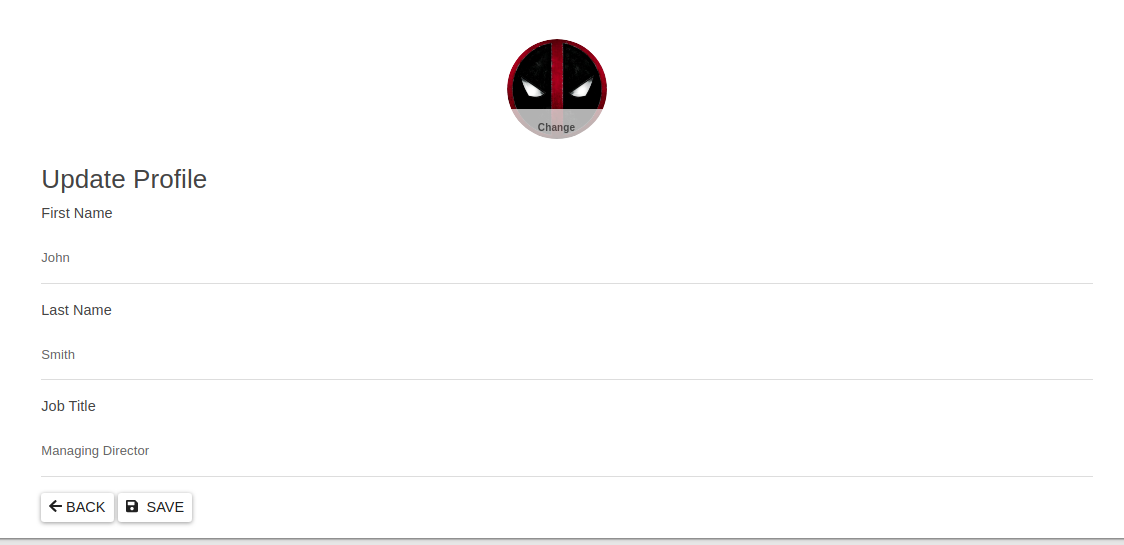 Change
Update Profile
First Name
John
Last Name
Smith
Job Title
Managing Director
BACK SAVE